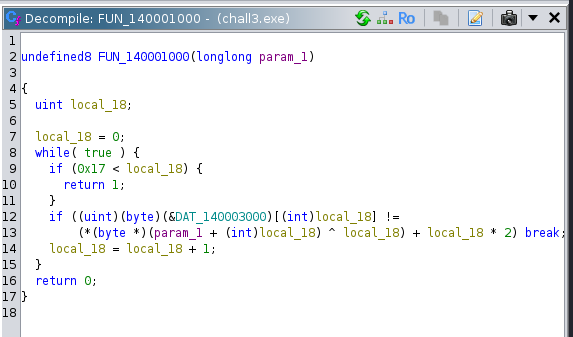 Decompile: FUN_140001000 - (chall3.exe)
Ro
1
2 undefined8 FUN_140001000(longlong param_1)
3
4 {
5   uint local_18;
6
7   local_18 = 0;
8   while( true ) {
9     if (0x17 < local_18) {
10       return 1;
11     }
12     if ((uint)(byte)(&DAT_140003000)[(int)local_18] !=
13         (*(byte *)(param_1 + (int)local_18) ^ local_18) + local_18 * 2) break;
14     local_18 = local_18 + 1;
15   }
16   return 0;
17 }
18